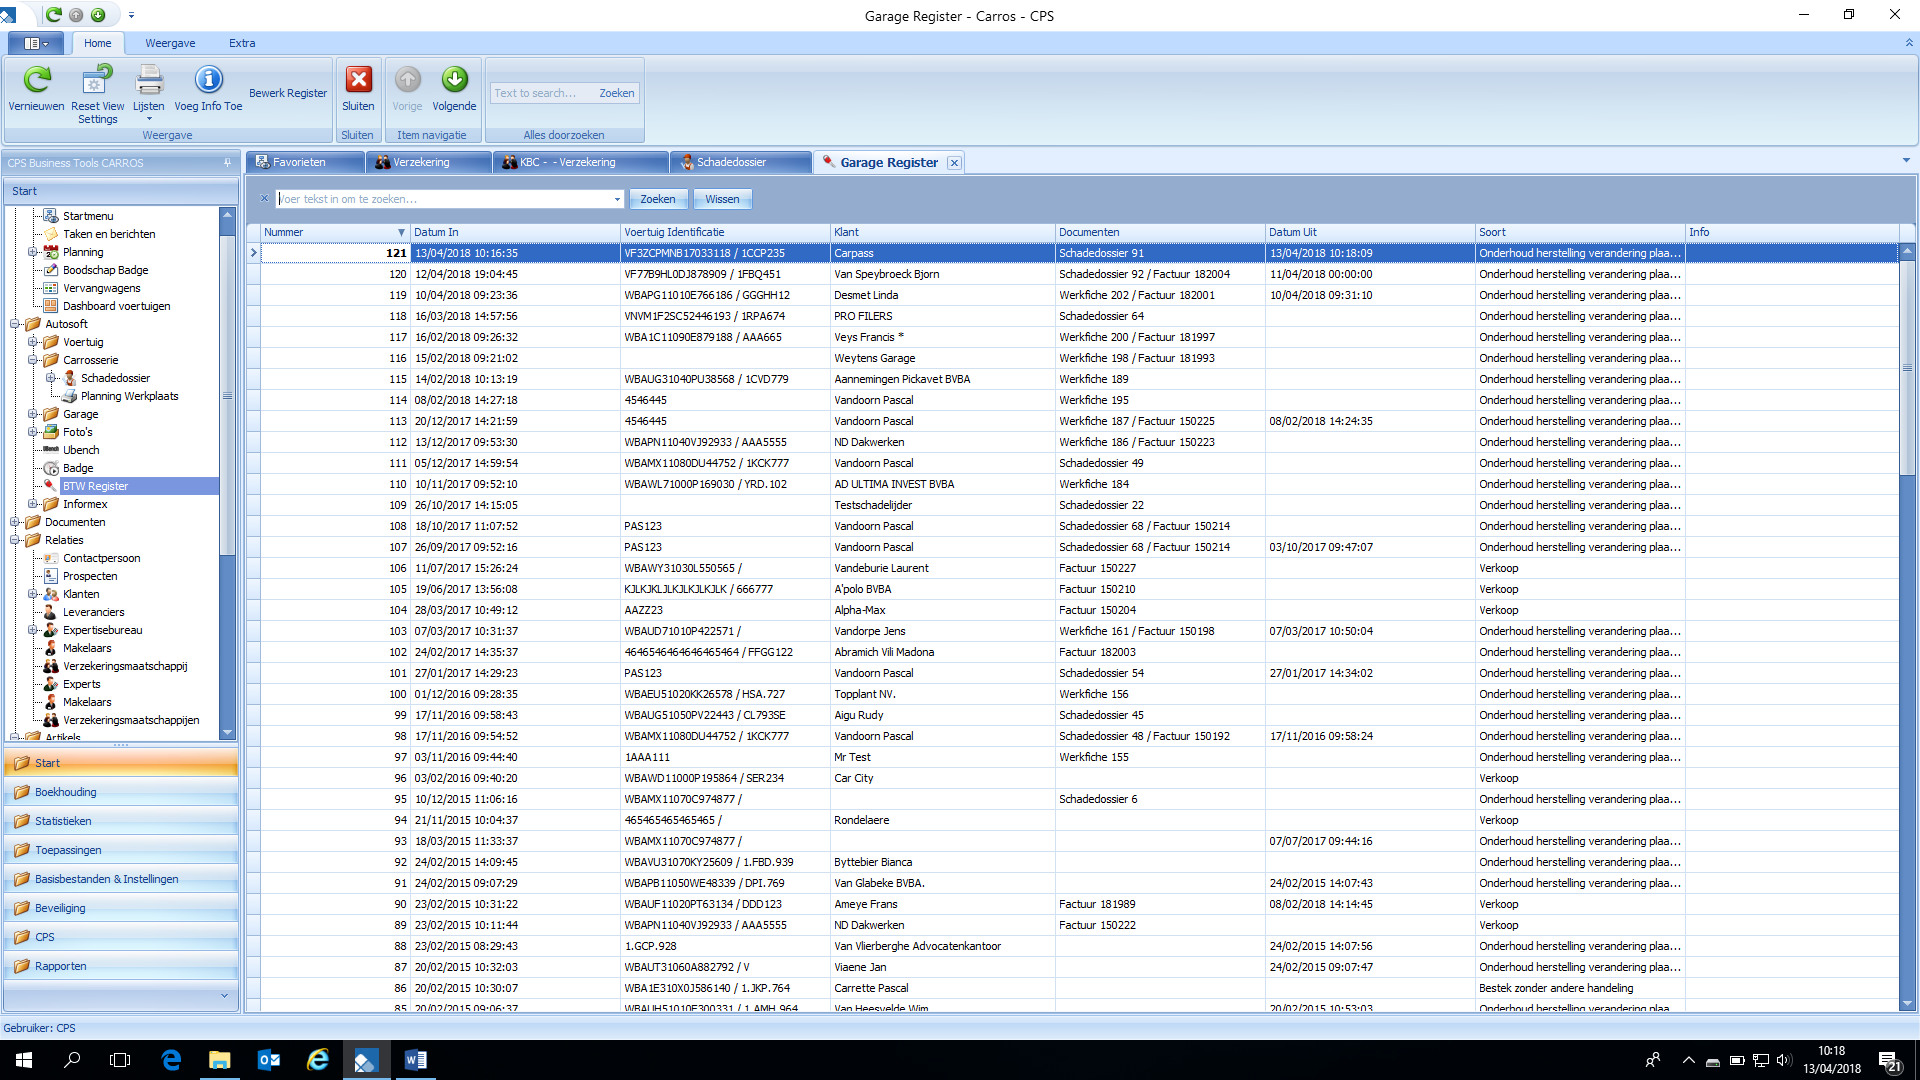 Garage Register - Carros - CPS
Home Weergave Extra
Vernieuwen Reset View Settings Lijsten Voeg Info Toe Bewerk Register Sluiten Vorige Volgende Text to search... Zoeken
Weergave Sluiten Item navigatie Alles doorzoeken
CPS Business Tools CARROS
Start
Startmenu
Taken en berichten
Planning
Boodschap Badge
Vervangwagens
Dashboard voertuigen
Autosoft
Voertuig
Carrosserie
Schadedossier
Planning Werkplaats
Garage
Foto's
Ubench
Badge
BTW Register
Informex
Documenten
Relaties
Contactpersoon
Prospecten
Klanten
Leveranciers
Expertisebureau
Makelaars
Verzekeringsmaatschappij
Experts
Makelaars
Verzekeringsmaatschappijen
Artikels
Start
Boekhouding
Statistieken
Toepassingen
Basisbestanden & Instellingen
Beveiliging
CPS
Rapporten
Favorieten Verzekering KBC - - Verzekering Schadedossier Garage Register
Voer tekst in om te zoeken... Zoeken Wissen
Nummer Datum In Voertuig Identificatie Klant Documenten Datum Uit Soort Info
121 13/04/2018 10:16:35 VF3ZCPMNB17033118 / 1CCP235 Carpass Schadedossier 91 13/04/2018 10:18:09 Onderhoud herstelling verandering plaa...
120 12/04/2018 19:04:45 VF77B9HL0DJ878909 / 1FBQ451 Van Speybroeck Bjorn Schadedossier 92 / Factuur 182004 11/04/2018 00:00:00 Onderhoud herstelling verandering plaa...
119 10/04/2018 09:23:36 WBAPG11010E766186 / GGGHH12 Desmet Linda Werkfiche 202 / Factuur 182001 10/04/2018 09:31:10 Onderhoud herstelling verandering plaa...
118 16/03/2018 14:57:56 VNVM1F2SC52446193 / 1RPA674 PRO FILERS Schadedossier 64 Onderhoud herstelling verandering plaa...
117 16/02/2018 09:26:32 WBA1C11090E879188 / AAA665 Veys Francis * Werkfiche 200 / Factuur 181997 Onderhoud herstelling verandering plaa...
116 15/02/2018 09:21:02 Weytens Garage Werkfiche 198 / Factuur 181993 Onderhoud herstelling verandering plaa...
115 14/02/2018 10:13:19 WBAUG31040PU38568 / 1CVD779 Aannemingen Pickavet BVBA Werkfiche 189 Onderhoud herstelling verandering plaa...
114 08/02/2018 14:27:18 4546445 Vandoorn Pascal Werkfiche 195 Onderhoud herstelling verandering plaa...
113 20/12/2017 14:21:59 4546445 Vandoorn Pascal Werkfiche 187 / Factuur 150225 08/02/2018 14:24:35 Onderhoud herstelling verandering plaa...
112 13/12/2017 09:53:30 WBAPN11040VJ92933 / AAA5555 ND Dakwerken Werkfiche 186 / Factuur 150223 Onderhoud herstelling verandering plaa...
111 05/12/2017 14:59:54 WBAMX11080DU44752 / 1KCK777 Vandoorn Pascal Schadedossier 49 Onderhoud herstelling verandering plaa...
110 10/11/2017 09:52:10 WBAWL71000P169030 / YRD.102 AD ULTIMA INVEST BVBA Werkfiche 184 Onderhoud herstelling verandering plaa...
109 26/10/2017 14:15:05 Testschadelijder Schadedossier 22 Onderhoud herstelling verandering plaa...
108 18/10/2017 11:07:52 PAS123 Vandoorn Pascal Schadedossier 68 / Factuur 150214 Onderhoud herstelling verandering plaa...
107 26/09/2017 09:52:16 PAS123 Vandoorn Pascal Schadedossier 68 / Factuur 150214 03/10/2017 09:47:07 Onderhoud herstelling verandering plaa...
106 11/07/2017 15:26:24 WBAWY31030L550565 / Vandeburie Laurent Factuur 150227 Verkoop
105 19/06/2017 13:56:08 KJLKJKLJLKJLKJLKJLK / 666777 A'polo BVBA Factuur 150210 Verkoop
104 28/03/2017 10:49:12 AAZZ23 Alpha-Max Factuur 150204 Verkoop
103 07/03/2017 10:31:37 WBAUD71010P422571 / Vandorpe Jens Werkfiche 161 / Factuur 150198 07/03/2017 10:50:04 Onderhoud herstelling verandering plaa...
102 24/02/2017 14:35:37 4646546464646465464 / FFGG122 Abramich Vili Madona Factuur 182003 Onderhoud herstelling verandering plaa...
101 27/01/2017 14:29:23 PAS123 Vandoorn Pascal Schadedossier 54 27/01/2017 14:34:02 Onderhoud herstelling verandering plaa...
100 01/12/2016 09:28:35 WBAEU51020KK26578 / HSA.727 Topplant NV. Werkfiche 156 Onderhoud herstelling verandering plaa...
99 17/11/2016 09:58:43 WBAUG51050PV22443 / CL793SE Aigu Rudy Schadedossier 45 Onderhoud herstelling verandering plaa...
98 17/11/2016 09:54:52 WBAMX11080DU44752 / 1KCK777 Vandoorn Pascal Schadedossier 48 / Factuur 150192 17/11/2016 09:58:24 Onderhoud herstelling verandering plaa...
97 03/11/2016 09:44:40 1AAA111 Mr Test Werkfiche 155 Onderhoud herstelling verandering plaa...
96 03/02/2016 09:40:20 WBAWD11000P195864 / SER234 Car City Verkoop
95 10/12/2015 11:06:16 WBAMX11070C974877 / Schadedossier 6 Onderhoud herstelling verandering plaa...
94 21/11/2015 10:04:37 465465465465465 / Rondelaere Verkoop
93 18/03/2015 11:33:37 WBAMX11070C974877 / 07/07/2017 09:44:16 Onderhoud herstelling verandering plaa...
92 24/02/2015 14:09:45 WBAVU31070KY25609 / 1.FBD.939 Byttebier Bianca Onderhoud herstelling verandering plaa...
91 24/02/2015 09:07:29 WBAPB11050WE48339 / DPI.769 Van Glabeke BVBA. 24/02/2015 14:07:43 Onderhoud herstelling verandering plaa...
90 23/02/2015 10:31:22 WBAUF11020PT63134 / DDD123 Ameye Frans Factuur 181989 08/02/2018 14:14:45 Verkoop
89 23/02/2015 10:11:44 WBAPN11040VJ92933 / AAA5555 ND Dakwerken Factuur 150222 Verkoop
88 23/02/2015 08:29:43 1.GCP.928 Van Vlierberghe Advocatenkantoor 24/02/2015 14:07:56 Onderhoud herstelling verandering plaa...
87 20/02/2015 10:32:03 WBAUT31060A882792 / V Viaene Jan 24/02/2015 09:07:47 Onderhoud herstelling verandering plaa...
86 20/02/2015 10:30:07 WBA1E310X0J586140 / 1.JKP.764 Carrette Pascal Bestek zonder andere handeling
85 20/02/2015 09:06:37 WBAUH51010E300331 / 1.AMH.964 Van Heesvelde Wim 20/02/2015 10:53:03 Onderhoud herstelling verandering plaa...
Gebruiker: CPS
10:18
13/04/2018
21